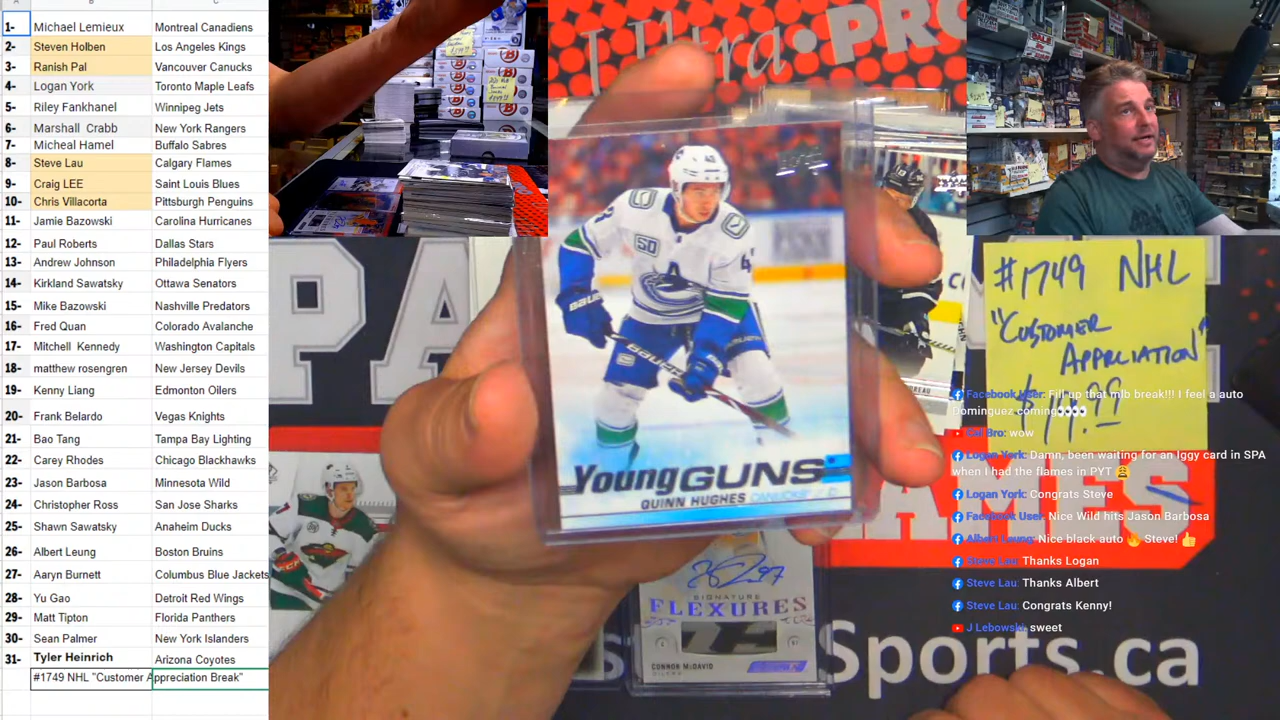 1- Michael Lemieux Montreal Canadiens
2- Steven Holben Los Angeles Kings
3- Ranish Pal Vancouver Canucks
4- Logan York Toronto Maple Leafs
5- Riley Fankhanel Winnipeg Jets
6- Marshall Crabb New York Rangers
7- Micheal Hamel Buffalo Sabres
8- Steve Lau Calgary Flames
9- Craig LEE Saint Louis Blues
10- Chris Villacorta Pittsburgh Penguins
11- Jamie Bazowski Carolina Hurricanes
12- Paul Roberts Dallas Stars
13- Andrew Johnson Philadelphia Flyers
14- Kirkland Sawatsky Ottawa Senators
15- Mike Bazowski Nashville Predators
16- Fred Quan Colorado Avalanche
17- Mitchell Kennedy Washington Capitals
18- matthew rosengren New Jersey Devils
19- Kenny Liang Edmonton Oilers
20- Frank Belardo Vegas Knights
21- Bao Tang Tampa Bay Lighting
22- Carey Rhodes Chicago Blackhawks
23- Jason Barbosa Minnesota Wild
24- Christopher Ross San Jose Sharks
25- Shawn Sawatsky Anaheim Ducks
26- Albert Leung Boston Bruins
27- Aaryn Burnett Columbus Blue Jackets
28- Yu Gao Detroit Red Wings
29- Matt Tipton Florida Panthers
30- Sean Palmer New York Islanders
31- Tyler Heinrich Arizona Coyotes
#1749 NHL "Customer Appreciation Break"
Ultra•PRO
50
Young GUNS
QUINN HUGHES CANUCKS
SIGNATURE
FLEXURES
CONNOR McDAVID
OILERS
PA
AMES
Sports.ca
SALE
#1749 NHL
"CUSTOMER
APPRCIATION"
Facebook User: Fill up that mlb break!!! I feel a auto
Dominguez coming👀👀
Cali Bro: wow
Logan York: Damn, been waiting for an Iggy card in SPA
when I had the flames in PYT 😩
Logan York: Congrats Steve
Facebook User: Nice Wild hits Jason Barbosa
Albert Leung: Nice black auto 🔥 Steve! 👍
Steve Lau: Thanks Logan
Steve Lau: Thanks Albert
Steve Lau: Congrats Kenny!
J Lebowski: sweet